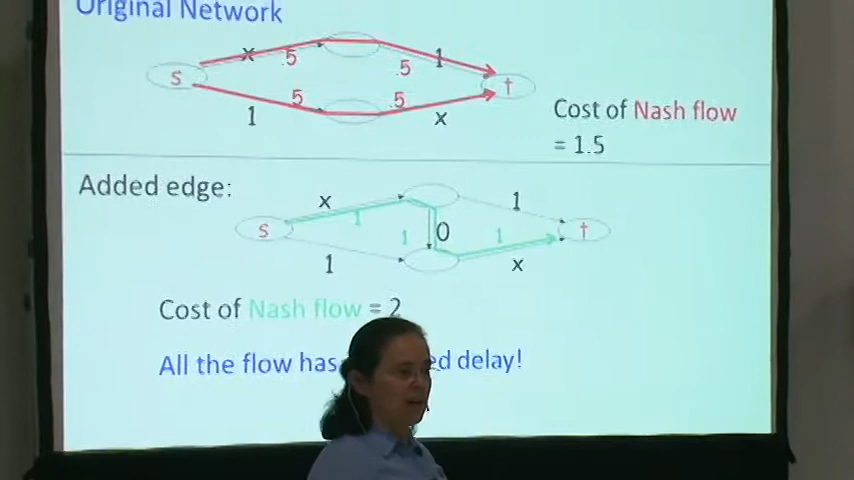 Original Network
x 1
.5 .5
s t
.5 .5
1 x
Cost of Nash flow
= 1.5
Added edge:
x 1
1
s t
1 0 1
1 x
Cost of Nash flow = 2
All the flow has delay!